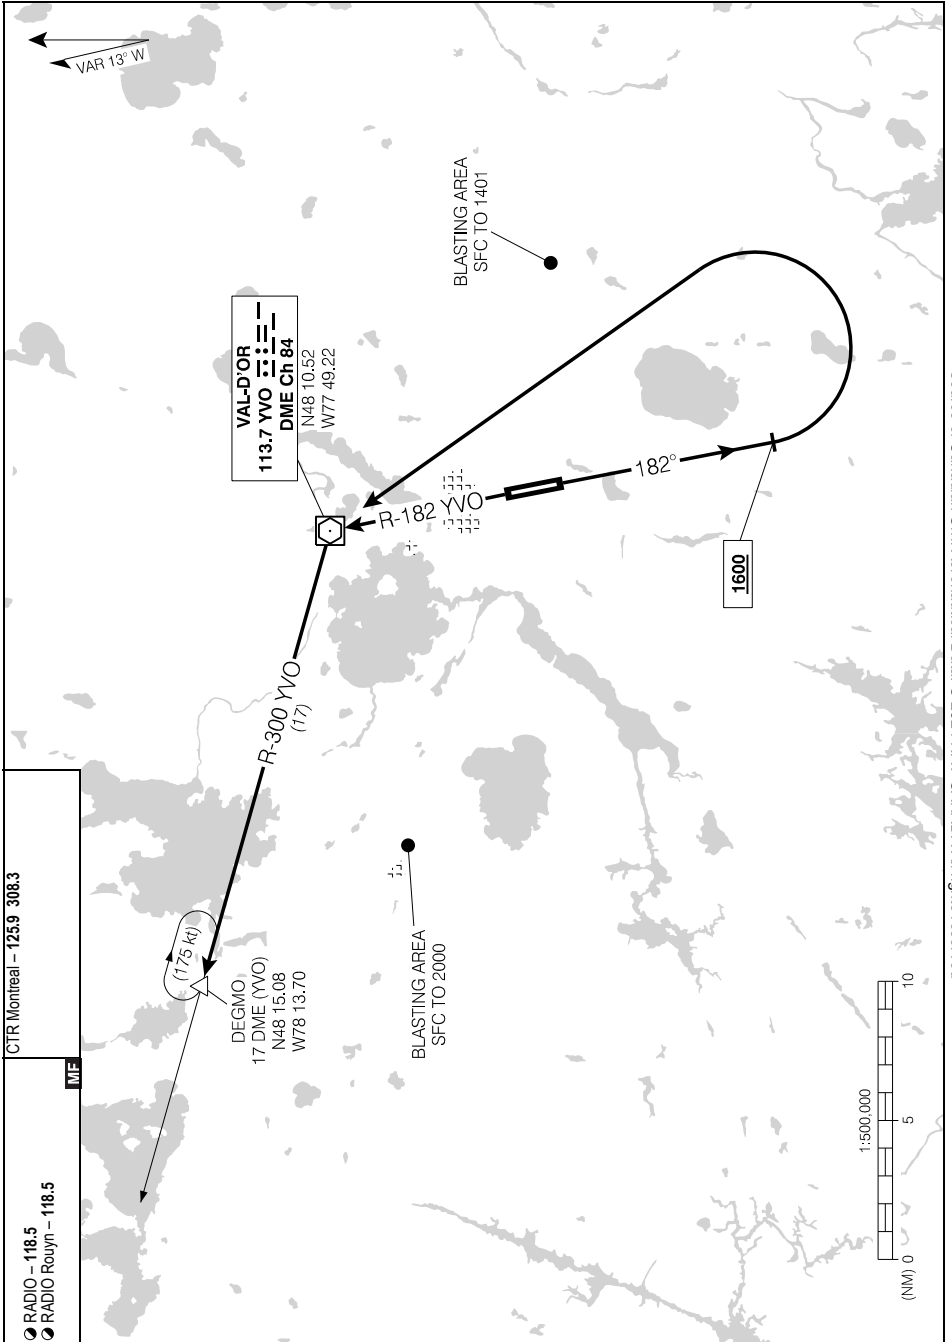 CTR Montreal – 125.9 308.3
MF
RADIO – 118.5
RADIO Rouyn – 118.5
VAR 13° W
VAL-D'OR
113.7 YVO
DME Ch 84
N48 10.52
W77 49.22
BLASTING AREA
SFC TO 1401
R-182 YVO
182°
1600
R-300 YVO
(17)
(175 kt)
DEGMO
17 DME (YVO)
N48 15.08
W78 13.70
BLASTING AREA
SFC TO 2000
1:500,000
(NM) 0 5 10